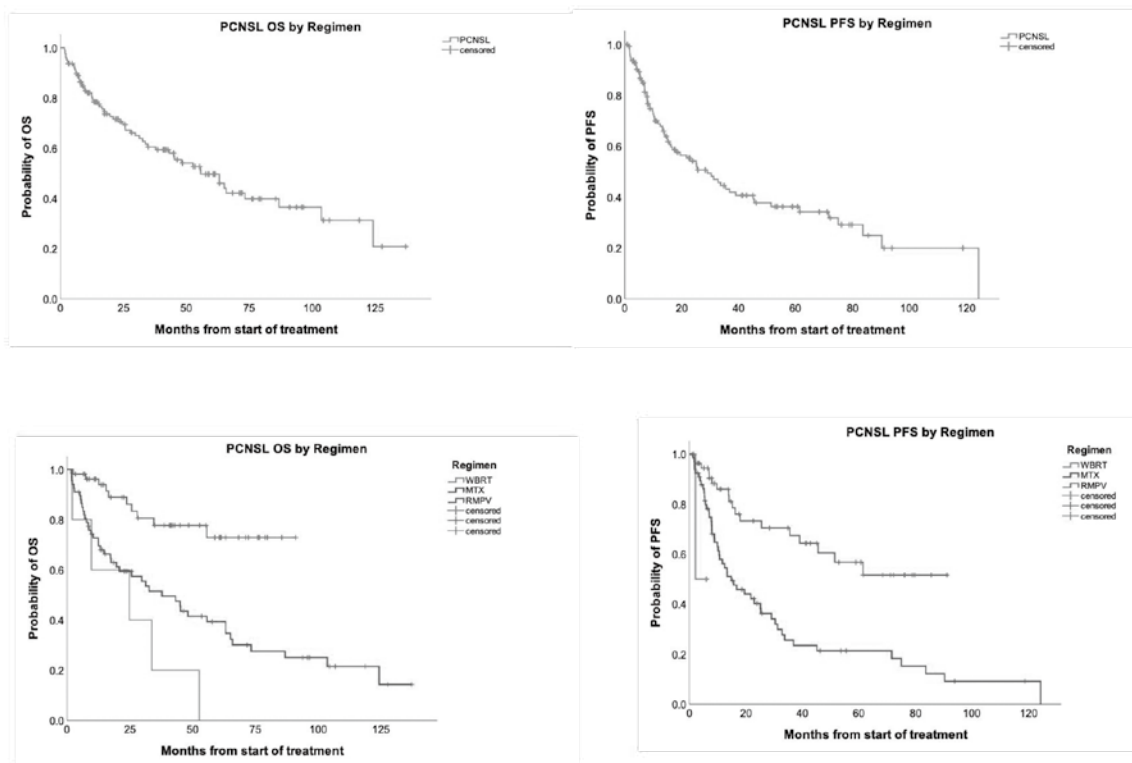 PCNSL OS by Regimen
PCNSL
censored
1.0
0.8
0.6
0.4
0.2
0.0
Probability of OS
0 25 50 75 100 125
Months from start of treatment
PCNSL PFS by Regimen
PCNSL
censored
1.0
0.8
0.6
0.4
0.2
0.0
Probability of PFS
0 20 40 60 80 100 120
Months from start of treatment
PCNSL OS by Regimen
Regimen
WBRT
MTX
RMPV
censored
censored
censored
1.0
0.8
0.6
0.4
0.2
0.0
Probability of OS
0 25 50 75 100 125
Months from start of treatment
PCNSL PFS by Regimen
Regimen
WBRT
MTX
RMPV
censored
censored
censored
1.0
0.8
0.6
0.4
0.2
0.0
Probability of PFS
0 20 40 60 80 100 120
Months from start of treatment